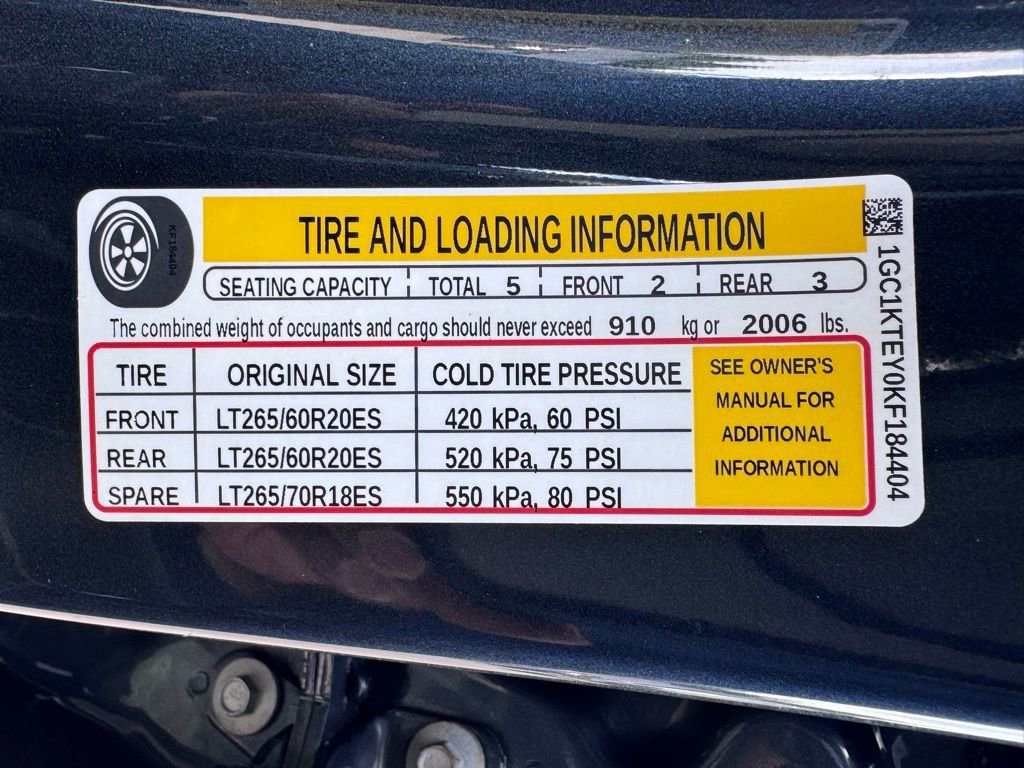 TIRE AND LOADING INFORMATION
KF184404
SEATING CAPACITY TOTAL 5 FRONT 2 REAR 3
The combined weight of occupants and cargo should never exceed 910 kg or 2006 lbs.
TIRE ORIGINAL SIZE COLD TIRE PRESSURE
FRONT LT265/60R20ES 420 kPa, 60 PSI
REAR LT265/60R20ES 520 kPa, 75 PSI
SPARE LT265/70R18ES 550 kPa, 80 PSI
SEE OWNER'S
MANUAL FOR
ADDITIONAL
INFORMATION
1GC1KTEY0KF184404